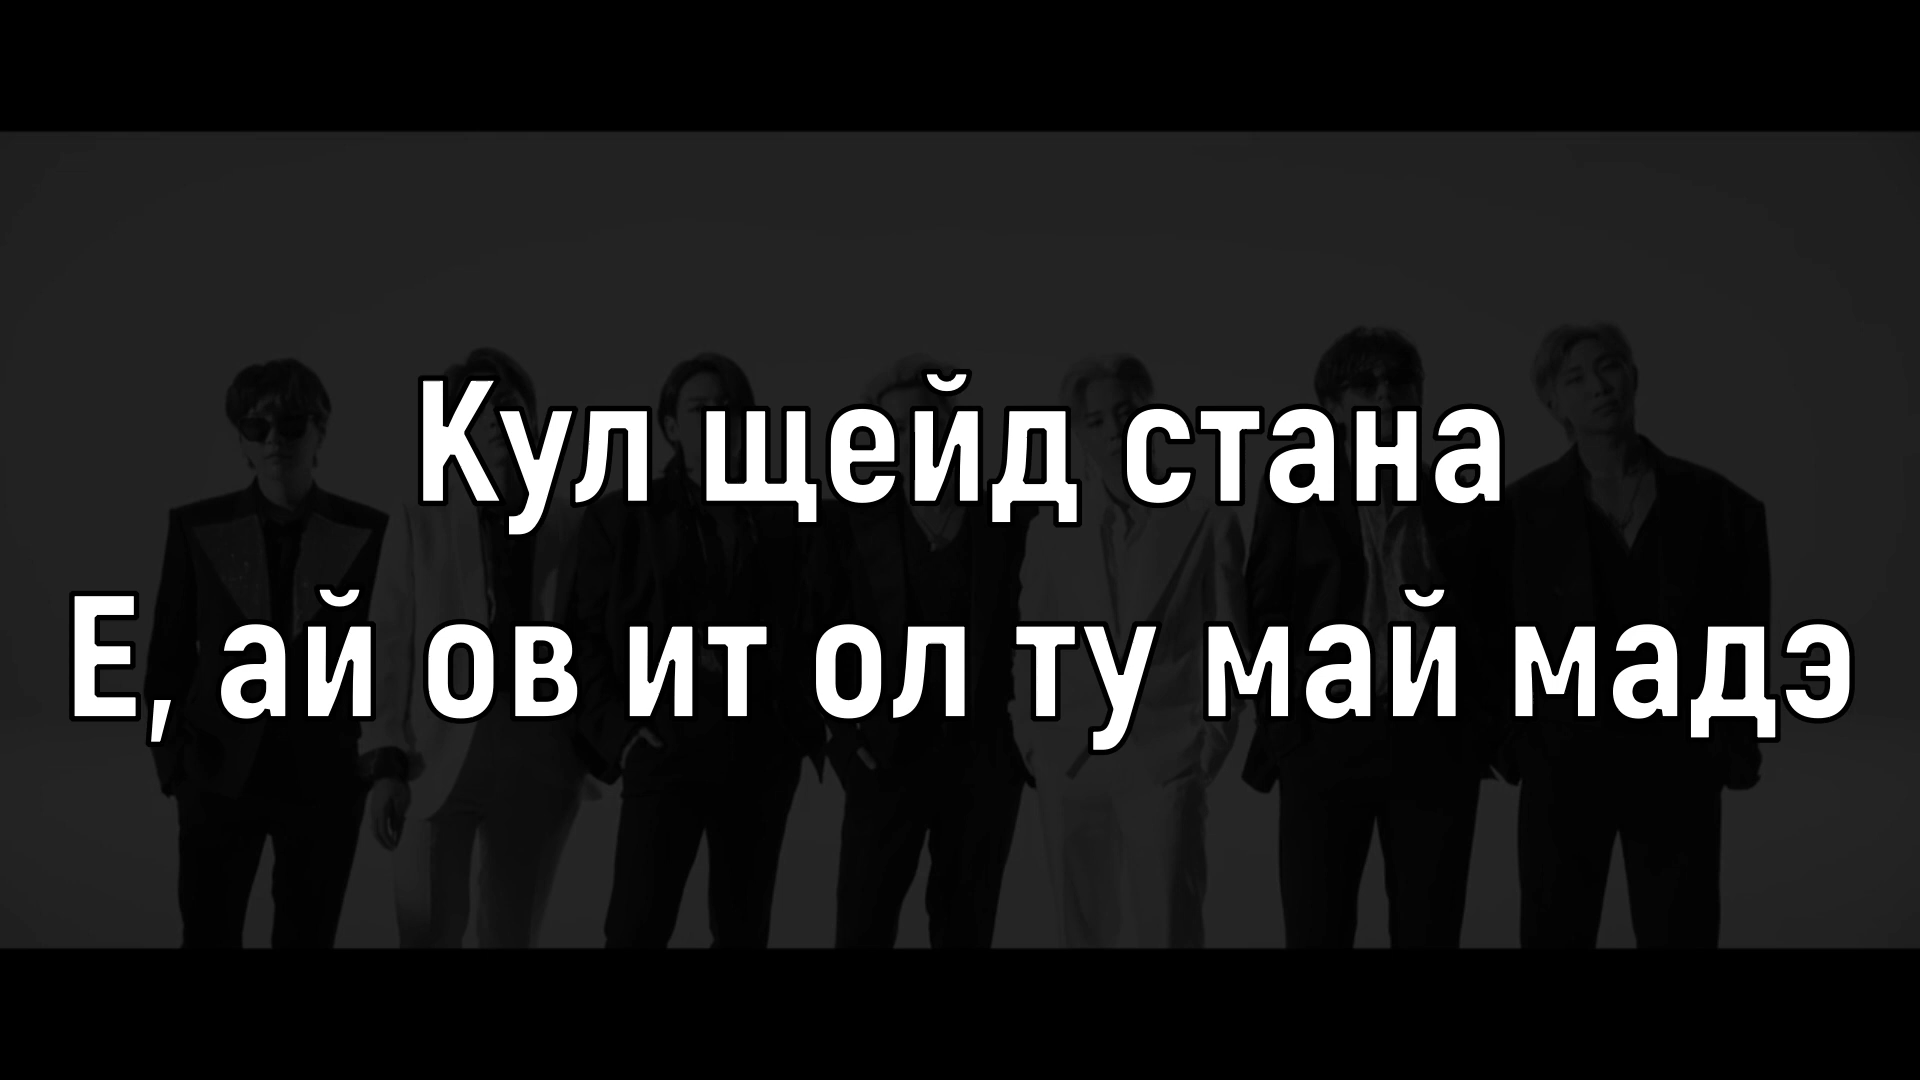 Кул щейд стана
Е, ай ов ит ол ту май мадэ